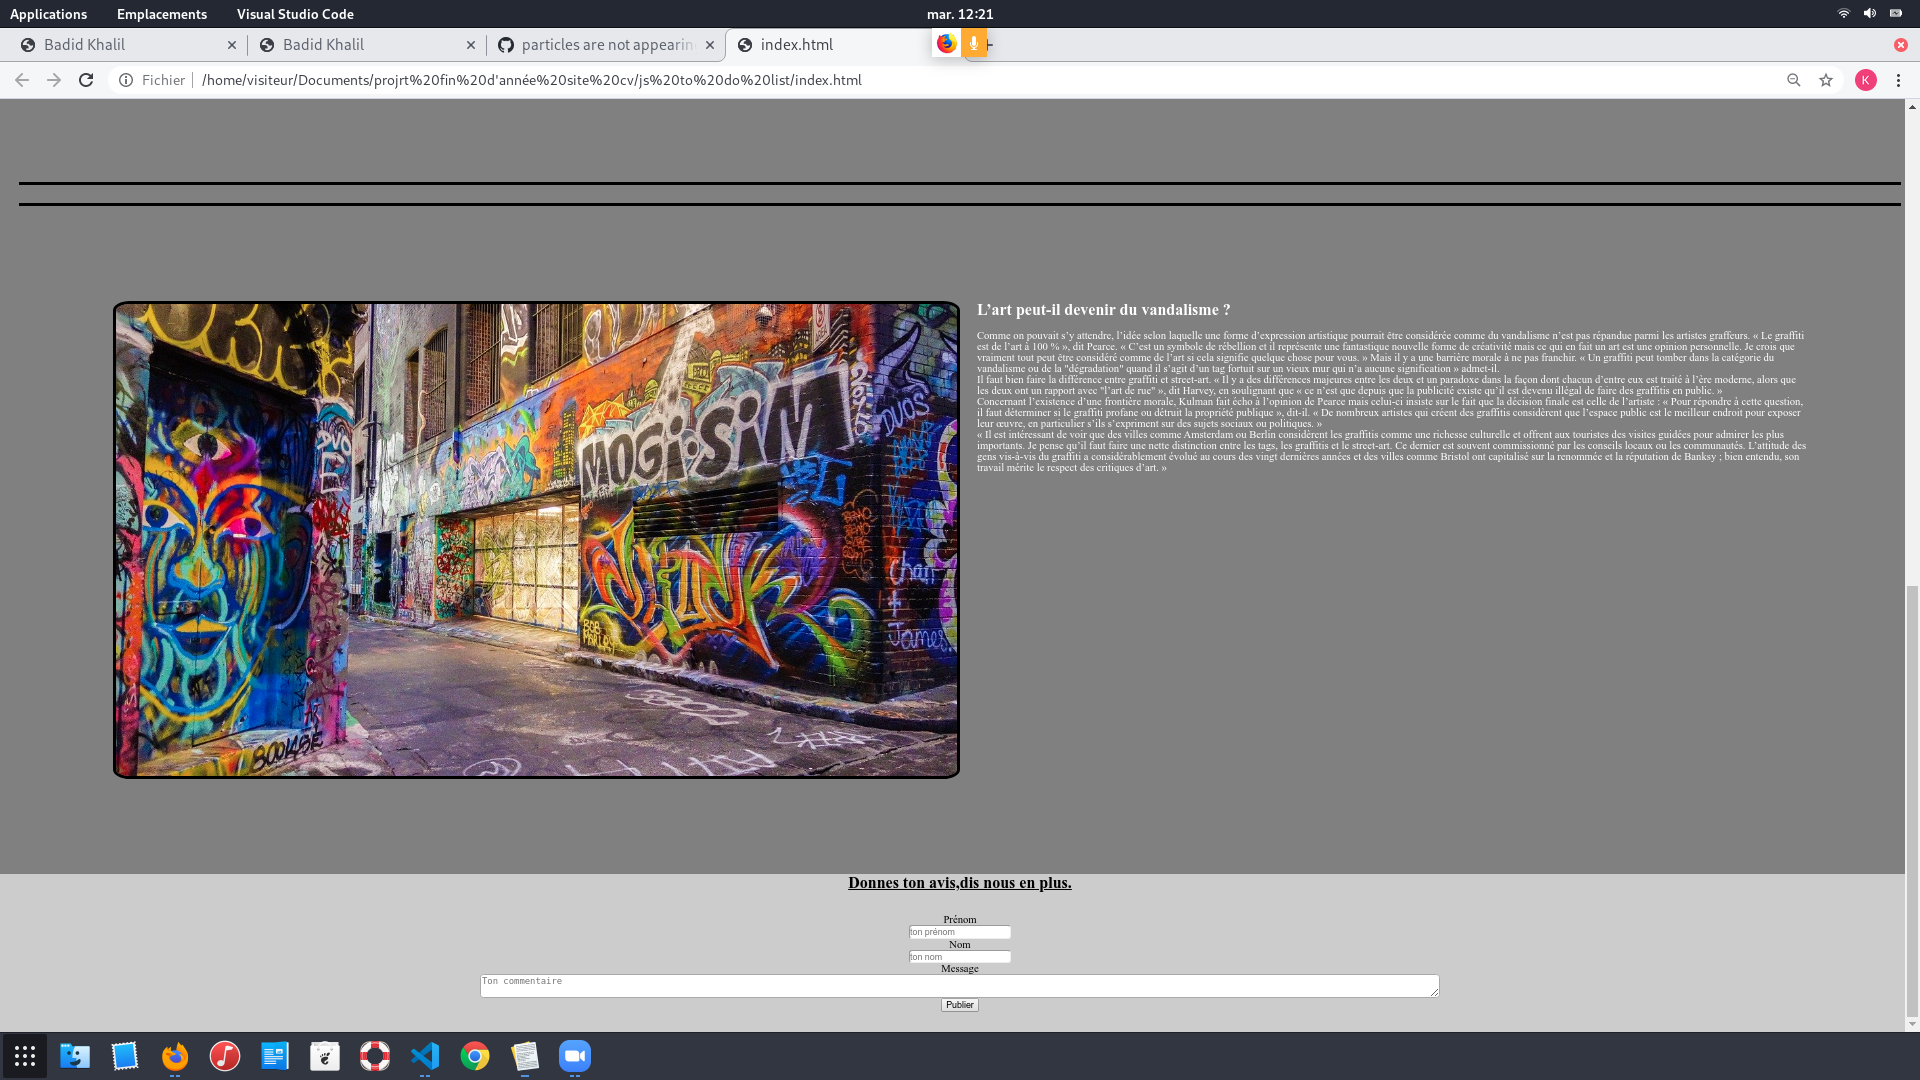 Applications Emplacements Visual Studio Code mar. 12:21
Badid Khalil Badid Khalil particles are not appearin index.html
Fichier /home/visiteur/Documents/projrt%20fin%20d'année%20site%20cv/js%20to%20do%20list/index.html K
L’art peut-il devenir du vandalisme ?
Comme on pouvait s’y attendre, l’idée selon laquelle une forme d’expression artistique pourrait être considérée comme du vandalisme n’est pas répandue parmi les artistes graffeurs. « Le graffiti
est de l’art à 100 % », dit Pearce. « C’est un symbole de rébellion et il représente une fantastique nouvelle forme de créativité mais ce qui en fait un art est une opinion personnelle. Je crois que
vraiment tout peut être considéré comme de l’art si cela signifie quelque chose pour vous. » Mais il y a une barrière morale à ne pas franchir. « Un graffiti peut tomber dans la catégorie du
vandalisme ou de la "dégradation" quand il s’agit d’un tag fortuit sur un vieux mur qui n’a aucune signification » admet-il.
Il faut bien faire la différence entre graffiti et street-art. « Il y a des différences majeures entre les deux et un paradoxe dans la façon dont chacun d’entre eux est traité à l’ère moderne, alors que
les deux ont un rapport avec "l’art de rue" », dit Harvey, en soulignant que « ce n’est que depuis que la publicité existe qu’il est devenu illégal de faire des graffitis en public. »
Concernant l’existence d’une frontière morale, Kulman fait écho à l’opinion de Pearce mais celui-ci insiste sur le fait que la décision finale est celle de l’artiste : « Pour répondre à cette question,
il faut déterminer si le graffiti profane ou détruit la propriété publique », dit-il. « De nombreux artistes qui créent des graffitis considèrent que l’espace public est le meilleur endroit pour exposer
leur œuvre, en particulier s’ils s’expriment sur des sujets sociaux ou politiques. »
« Il est intéressant de voir que des villes comme Amsterdam ou Berlin considèrent les graffitis comme une richesse culturelle et offrent aux touristes des visites guidées pour admirer les plus
importants. Je pense qu’il faut faire une nette distinction entre les tags, les graffitis et le street-art. Ce dernier est souvent commissionné par les conseils locaux ou les communautés. L’attitude des
gens vis-à-vis du graffiti a considérablement évolué au cours des vingt dernières années et des villes comme Bristol ont capitalisé sur la renommée et la réputation de Banksy ; bien entendu, son
travail mérite le respect des critiques d’art. »
chan
James
BOB
Donnes ton avis,dis nous en plus.
Prénom
ton prénom
Nom
ton nom
Message
Ton commentaire
Publier